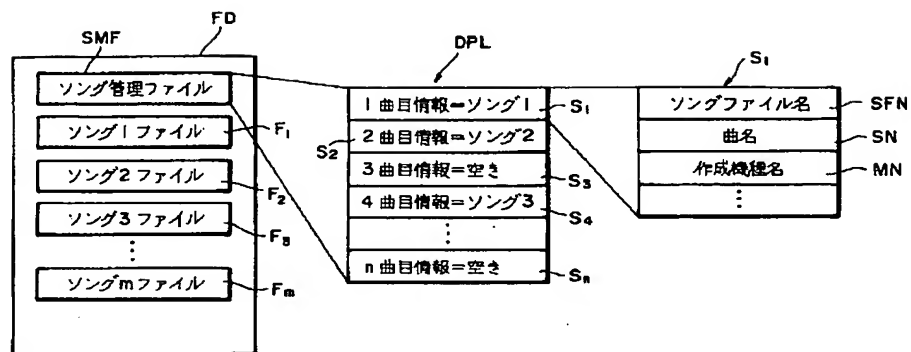 FD
SMF
ソング管理ファイル
ソング1ファイル
F1
ソング2ファイル
F2
ソング3ファイル
F3
⋮
ソングmファイル
Fm
DPL
1曲目情報=ソング1
S1
S2
2曲目情報=ソング2
3曲目情報=空き
S3
4曲目情報=ソング3
S4
⋮
n曲目情報=空き
Sn
S1
ソングファイル名
SFN
曲名
SN
作成機種名
MN
⋮